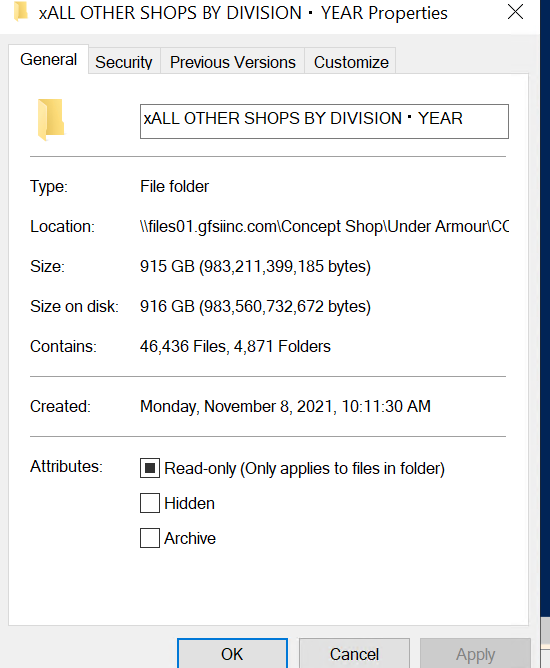 xALL OTHER SHOPS BY DIVISION • YEAR Properties
General Security Previous Versions Customize
xALL OTHER SHOPS BY DIVISION • YEAR
Type: File folder
Location: \\files01.gfsiinc.com\Concept Shop\Under Armour\CC
Size: 915 GB (983,211,399,185 bytes)
Size on disk: 916 GB (983,560,732,672 bytes)
Contains: 46,436 Files, 4,871 Folders
Created: Monday, November 8, 2021, 10:11:30 AM
Attributes: Read-only (Only applies to files in folder)
Hidden
Archive
OK Cancel Apply